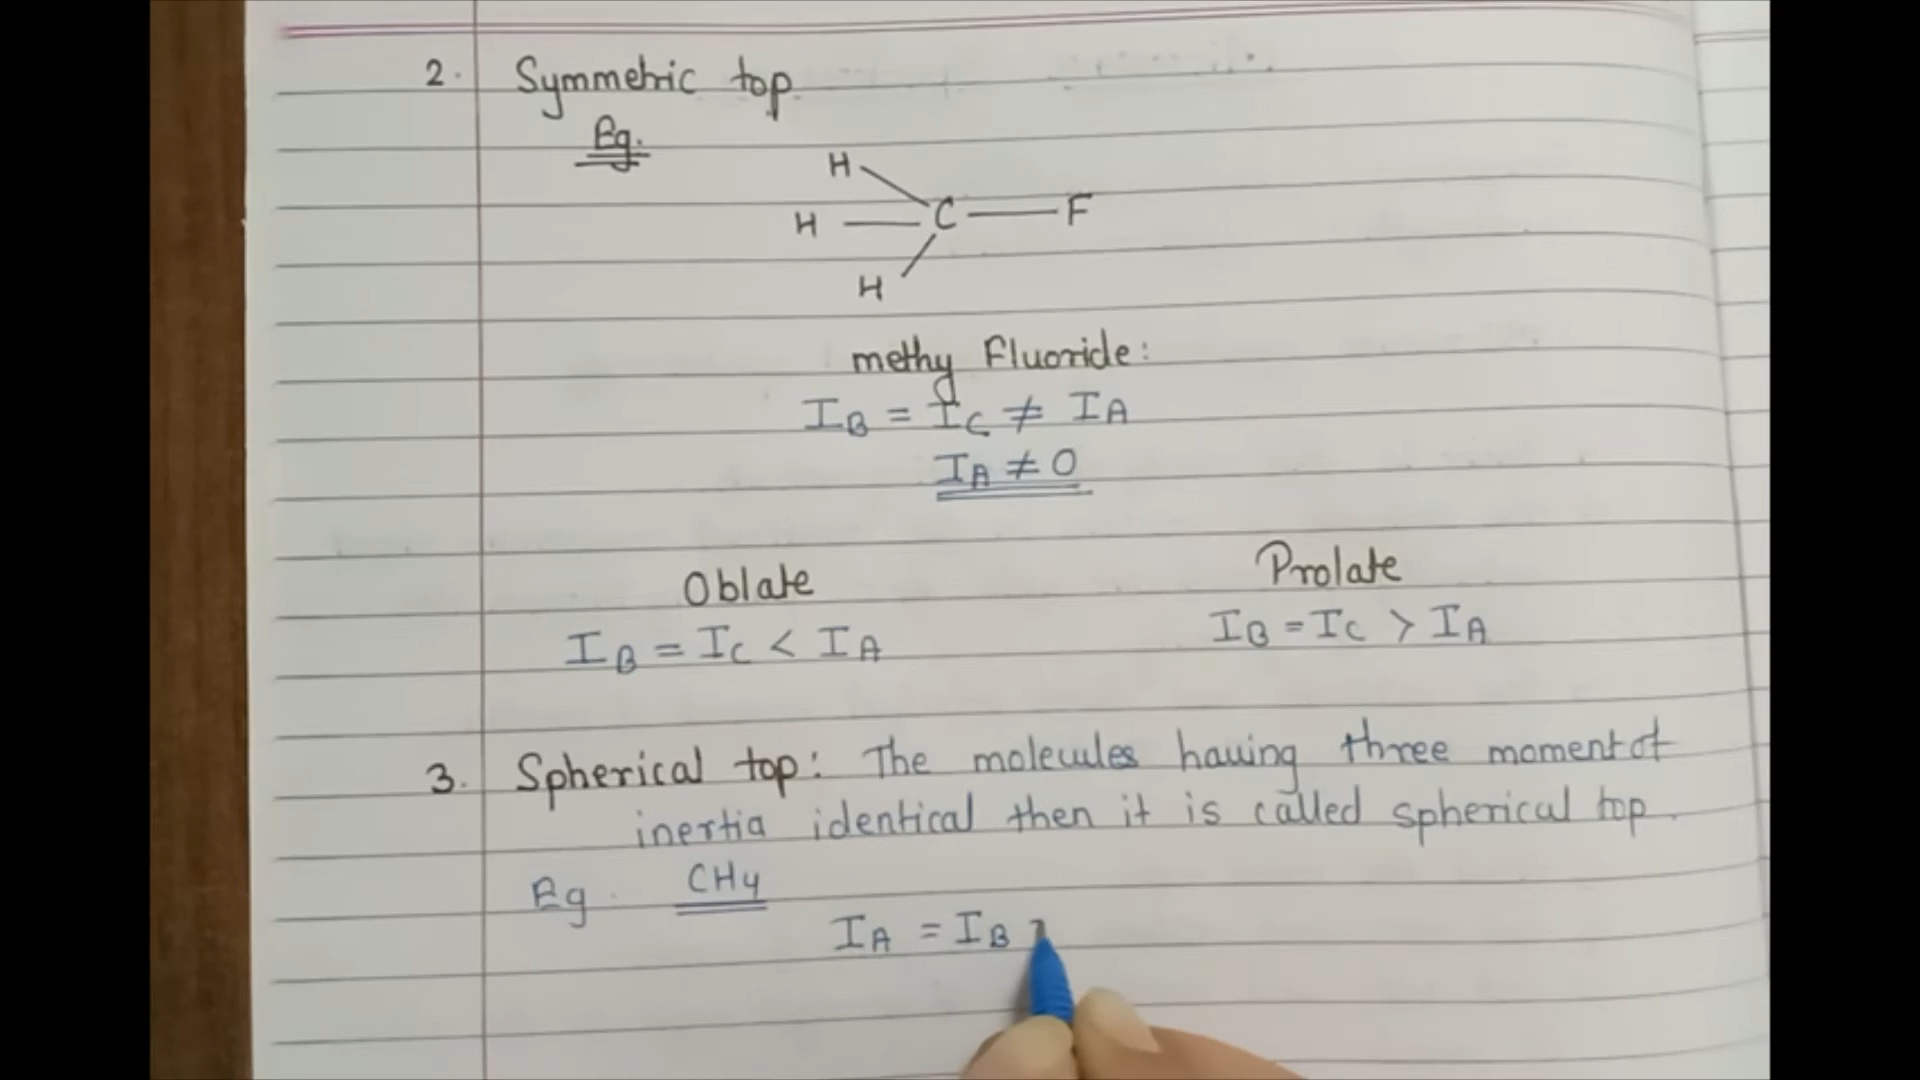 2. Symmetric top
Eg.
H
H — C — F
H
methy Fluoride:
IB = IC ≠ IA
IA ≠ 0
Oblate Prolate
IB = IC < IA IB = IC > IA
3. Spherical top: The molecules having three moment of
inertia identical then it is called spherical top.
Eg. CH4
IA = IB